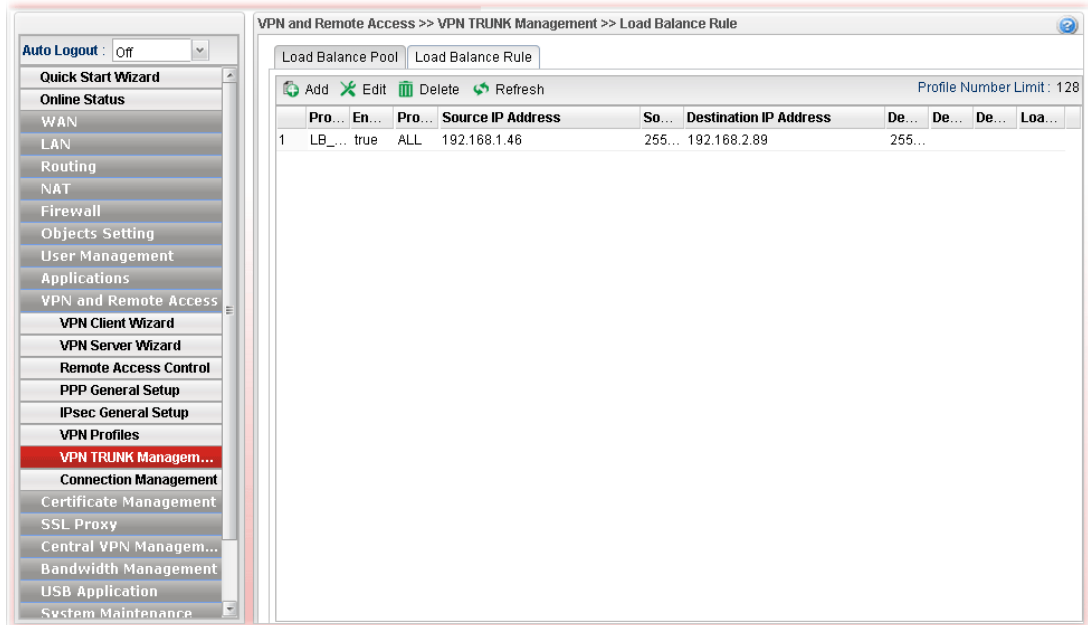 VPN and Remote Access >> VPN TRUNK Management >> Load Balance Rule
Auto Logout : Off
Quick Start Wizard
Online Status
WAN
LAN
Routing
NAT
Firewall
Objects Setting
User Management
Applications
VPN and Remote Access
VPN Client Wizard
VPN Server Wizard
Remote Access Control
PPP General Setup
IPsec General Setup
VPN Profiles
VPN TRUNK Managem...
Connection Management
Certificate Management
SSL Proxy
Central VPN Managem...
Bandwidth Management
USB Application
System Maintenance
Load Balance Pool Load Balance Rule
Add Edit Delete Refresh Profile Number Limit : 128
Pro... En... Pro... Source IP Address So... Destination IP Address De... De... De... Loa...
1 LB_... true ALL 192.168.1.46 255... 192.168.2.89 255...